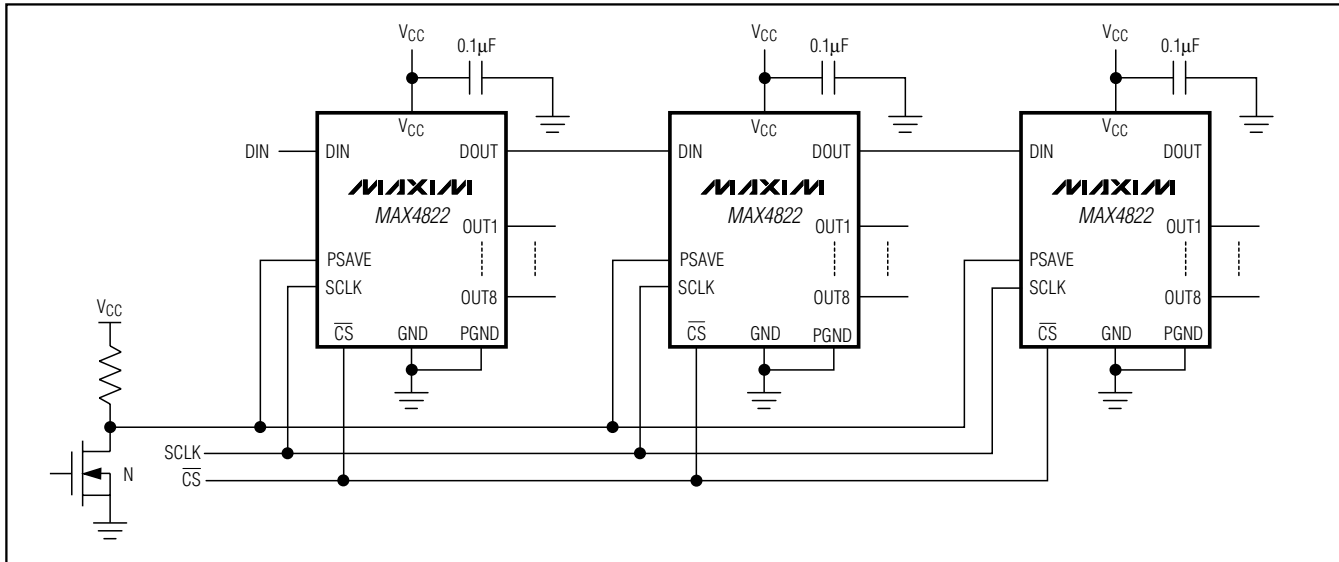 VCC
0.1μF
VCC
0.1μF
VCC
0.1μF
VCC
VCC
VCC
DIN
DIN
DOUT
DIN
DOUT
DIN
DOUT
MAXIM
MAXIM
MAXIM
MAX4822
MAX4822
MAX4822
OUT1
OUT1
OUT1
PSAVE
PSAVE
PSAVE
SCLK
SCLK
SCLK
OUT8
OUT8
OUT8
VCC
CS
GND
PGND
CS
GND
PGND
CS
GND
PGND
SCLK
N
CS